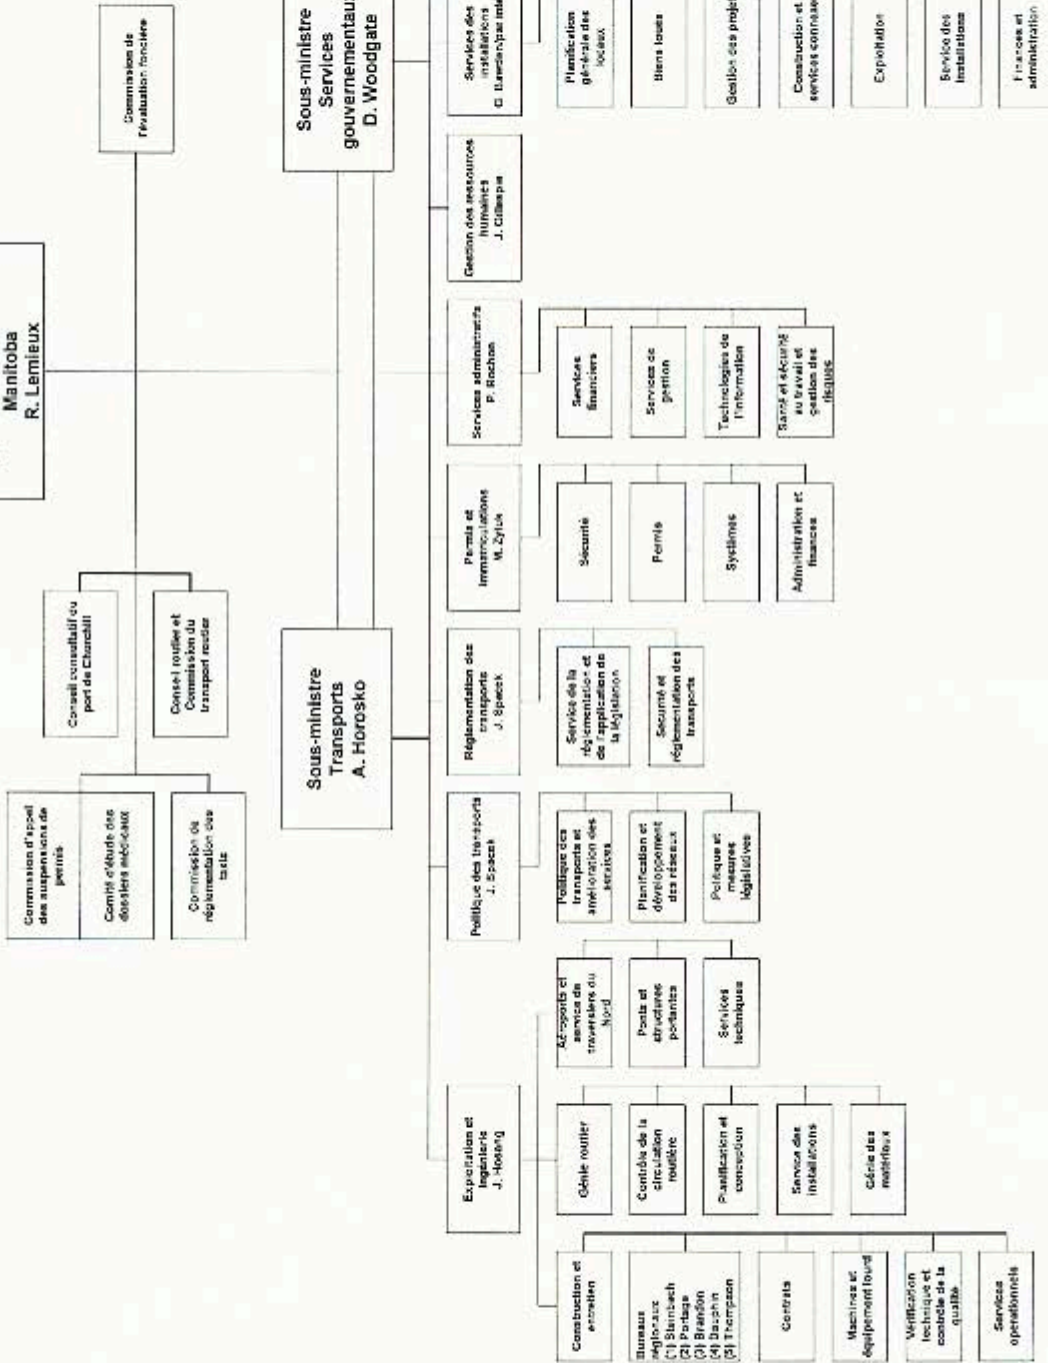 Manitoba
R. Lemieux
Commission d'appel
des suspensions de
permis
Comité d'étude des
dossiers médicaux
Commission de
réglementation des
taxis
Conseil consultatif du
port de Churchill
Conseil routier et
Commission du
transport routier
Commission de
l'évaluation foncière
Sous-ministre
Transports
A. Horosko
Sous-ministre
Services
gouvernementaux
D. Woodgate
Exploitation et
ingénierie
J. Hosang
Politique des transports
J. Spacek
Réglementation des
transports
J. Spacek
Permis et
immatriculations
M. Zyluk
Services administratifs
P. Rochon
Gestion des ressources
humaines
J. Gillespie
Services des
installations
Construction et
entretien
Bureaux
régionaux
(1) Steinbach
(2) Portage
(3) Brandon
(4) Dauphin
(5) Thompson
Contrats
Machines et
équipement lourd
Vérification
technique et
contrôle de la
qualité
Services
opérationnels
Génie routier
Contrôle de la
circulation
routière
Planification et
conception
Service des
installations
Génie des
matériaux
Aéroports et
service de
traversiers du
Nord
Ponts et
structures
portantes
Services
techniques
Politique des
transports et
amélioration des
services
Planification et
développement
des réseaux
Politique et
mesures
législatives
Service de la
réglementation et
de l'application de
la législation
Sécurité et
réglementation des
transports
Sécurité
Permis
Systèmes
Administration et
finances
Services
financiers
Services de
gestion
Technologies de
l'information
Santé et sécurité
au travail et
gestion des
risques
Planification
générale des
locaux
Biens loués
Gestion des projets
Construction et
services connexes
Exploitation
Service des
installations
Finances et
administration